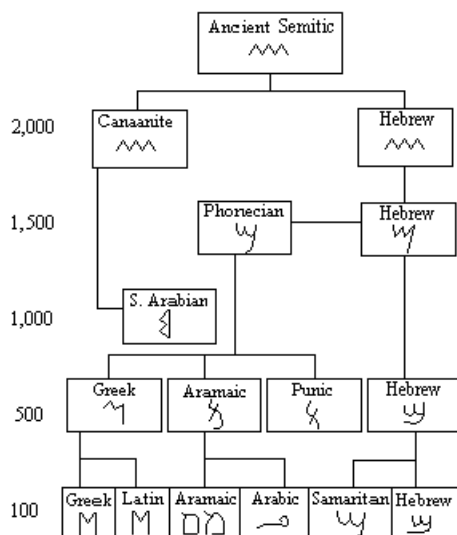 Ancient Semitic
2,000
Canaanite
Hebrew
1,500
Phonecian
Hebrew
1,000
S. Arabian
500
Greek
Aramaic
Punic
Hebrew
100
Greek
Latin
Aramaic
Arabic
Samaritan
Hebrew